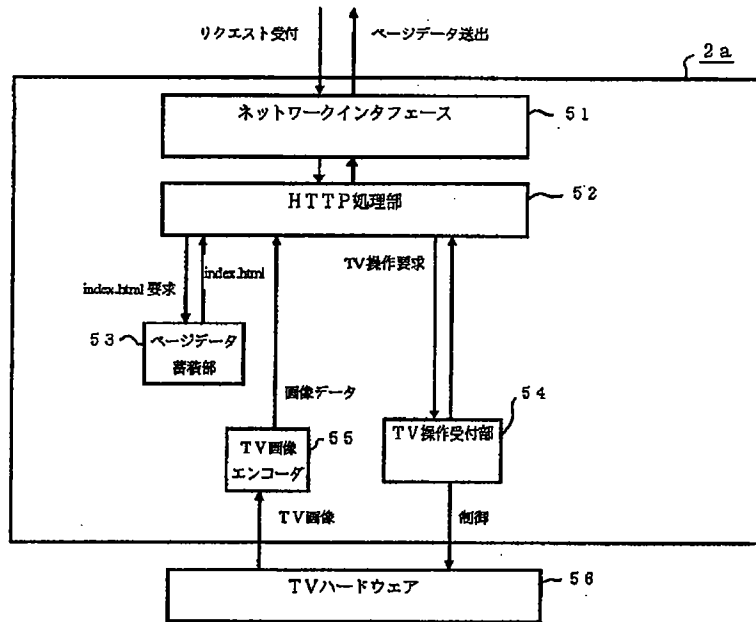 リクエスト受付
ページデータ送出
2a
ネットワークインタフェース
51
HTTP処理部
52
index.html 要求
index.html
TV操作要求
53
ページデータ
蓄積部
画像データ
54
55
TV画像
エンコーダ
TV操作受付部
TV画像
制御
TVハードウェア
56